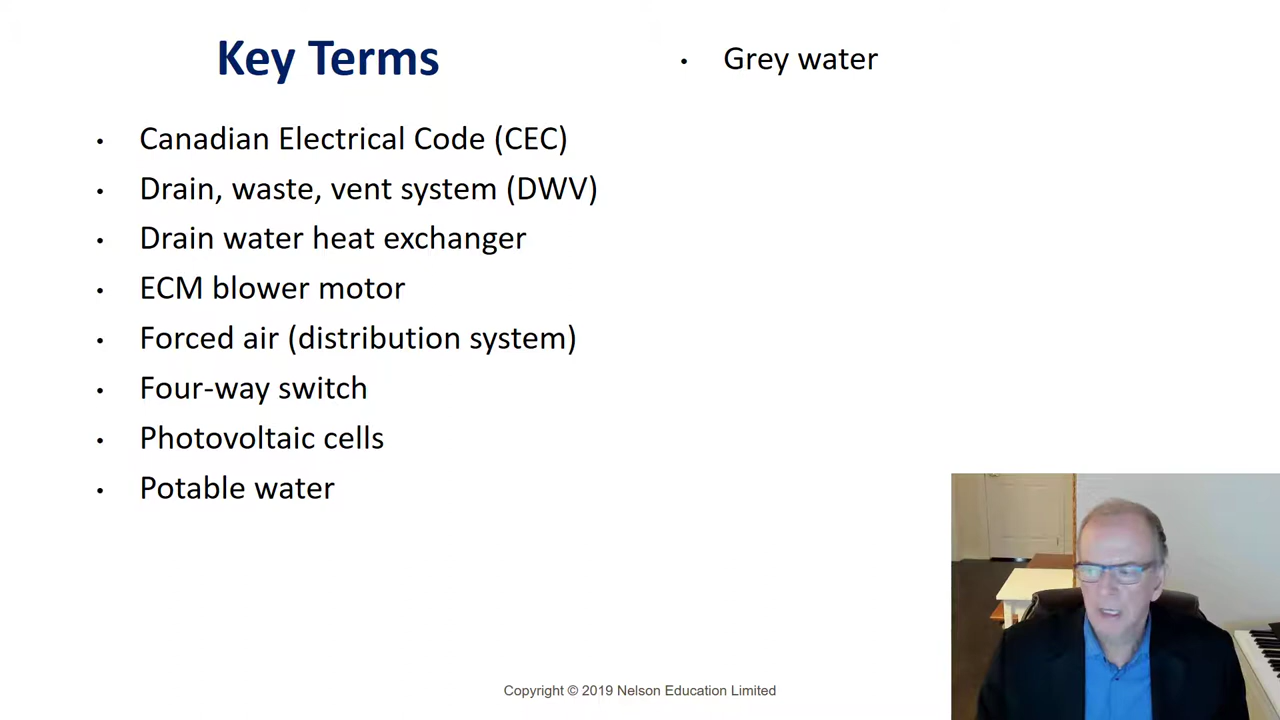 Key Terms
Canadian Electrical Code (CEC)
Drain, waste, vent system (DWV)
Drain water heat exchanger
ECM blower motor
Forced air (distribution system)
Four-way switch
Photovoltaic cells
Potable water
Grey water
Copyright © 2019 Nelson Education Limited